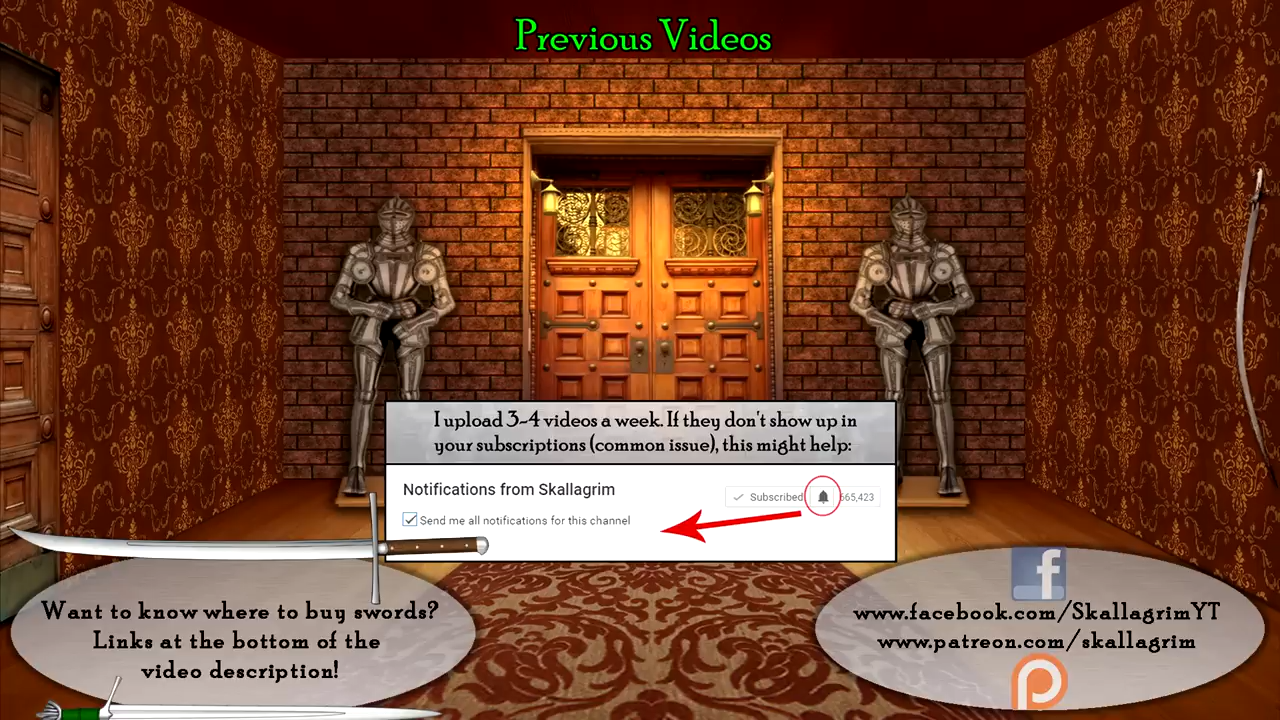 Previous Videos
I upload 3-4 videos a week. If they don't show up in
your subscriptions (common issue), this might help:
Notifications from Skallagrim
Subscribed
665,423
Send me all notifications for this channel
Want to know where to buy swords?
Links at the bottom of the
video description!
www.facebook.com/SkallagrimYT
www.patreon.com/skallagrim